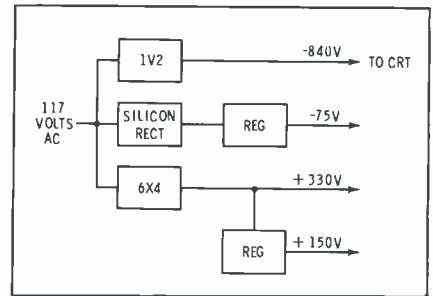 1V2
-840V
TO CRT
117
VOLTS
AC
SILICON
RECT
REG
-75V
6X4
+ 330V
REG
+ 150V